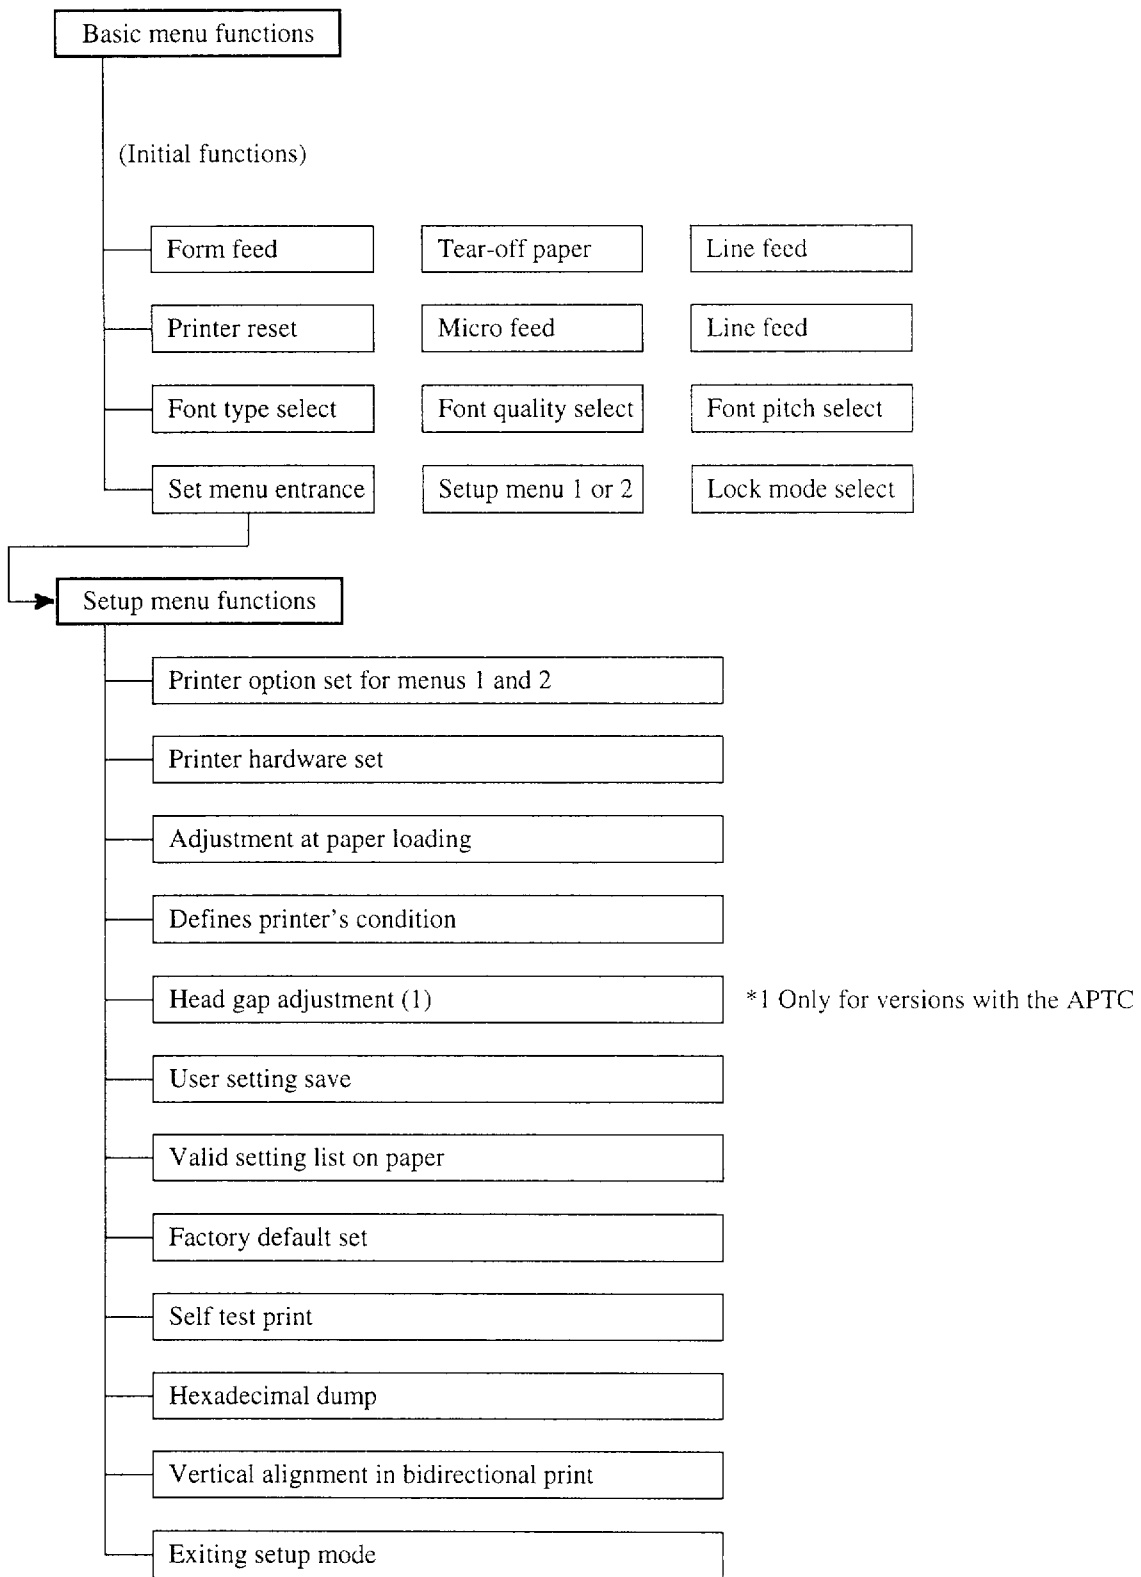 Basic menu functions
(Initial functions)
Form feed Tear-off paper Line feed
Printer reset Micro feed Line feed
Font type select Font quality select Font pitch select
Set menu entrance Setup menu 1 or 2 Lock mode select
Setup menu functions
Printer option set for menus 1 and 2
Printer hardware set
Adjustment at paper loading
Defines printer's condition
Head gap adjustment (1) *1 Only for versions with the APTC
User setting save
Valid setting list on paper
Factory default set
Self test print
Hexadecimal dump
Vertical alignment in bidirectional print
Exiting setup mode